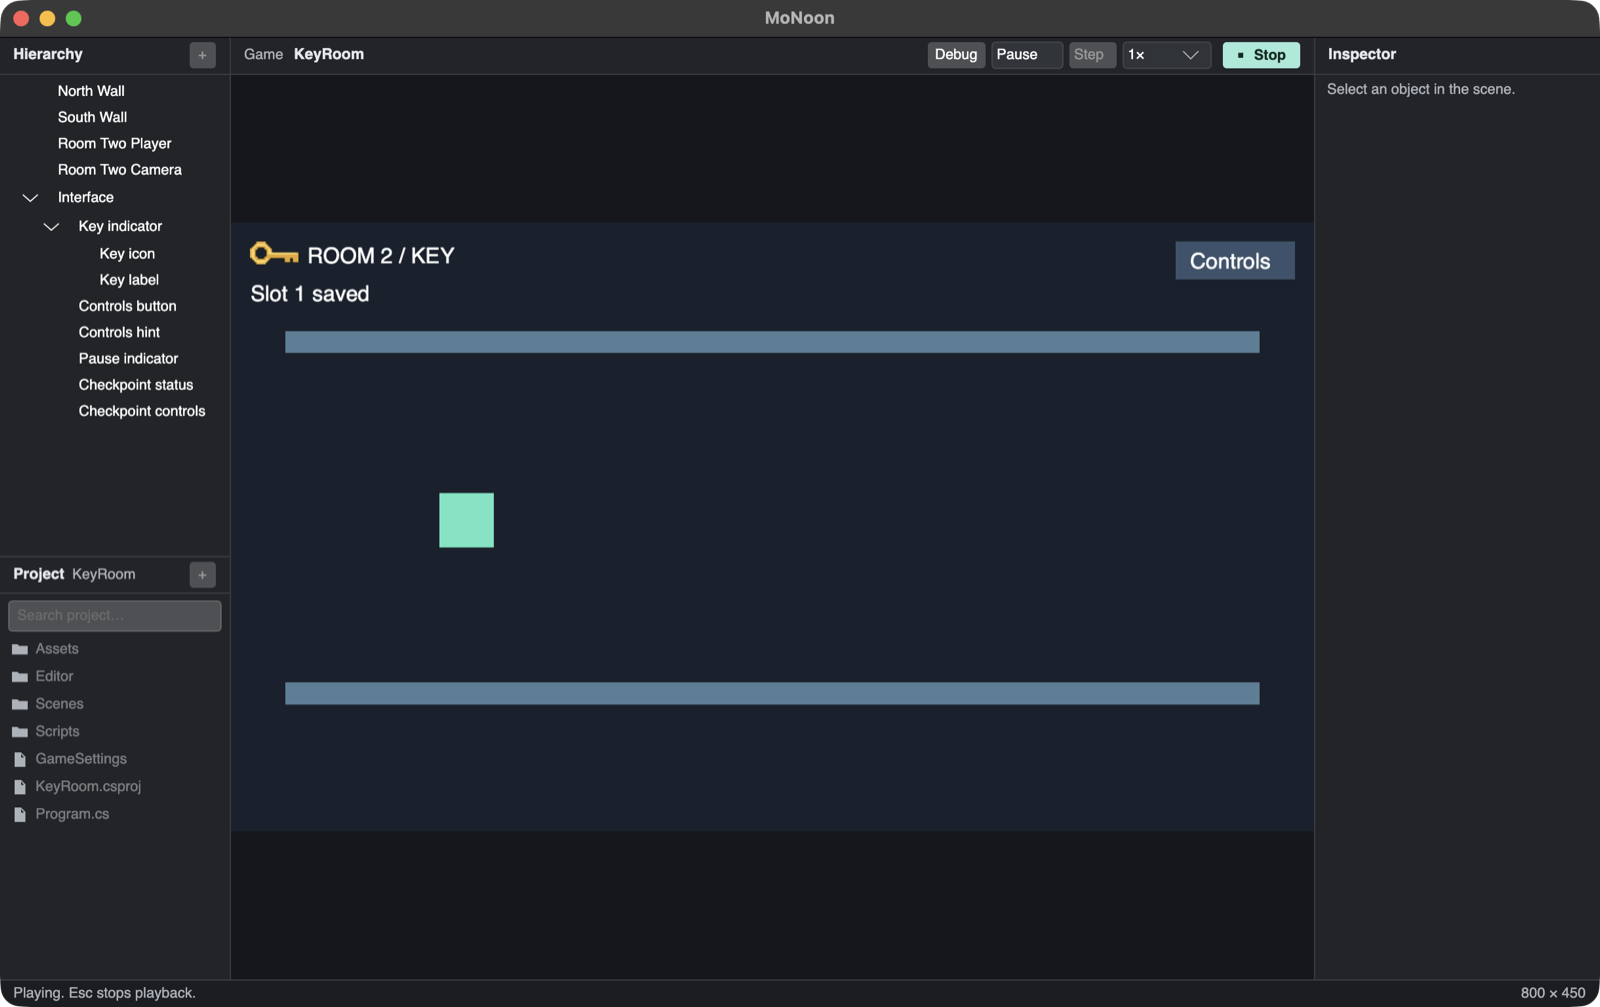 MoNoon
Hierarchy +
North Wall
South Wall
Room Two Player
Room Two Camera
Interface
Key indicator
Key icon
Key label
Controls button
Controls hint
Pause indicator
Checkpoint status
Checkpoint controls
Project KeyRoom +
Search project...
Assets
Editor
Scenes
Scripts
GameSettings
KeyRoom.csproj
Program.cs
Game KeyRoom
Debug Pause Step 1× Stop
ROOM 2 / KEY
Controls
Slot 1 saved
Inspector
Select an object in the scene.
Playing. Esc stops playback.
800 × 450